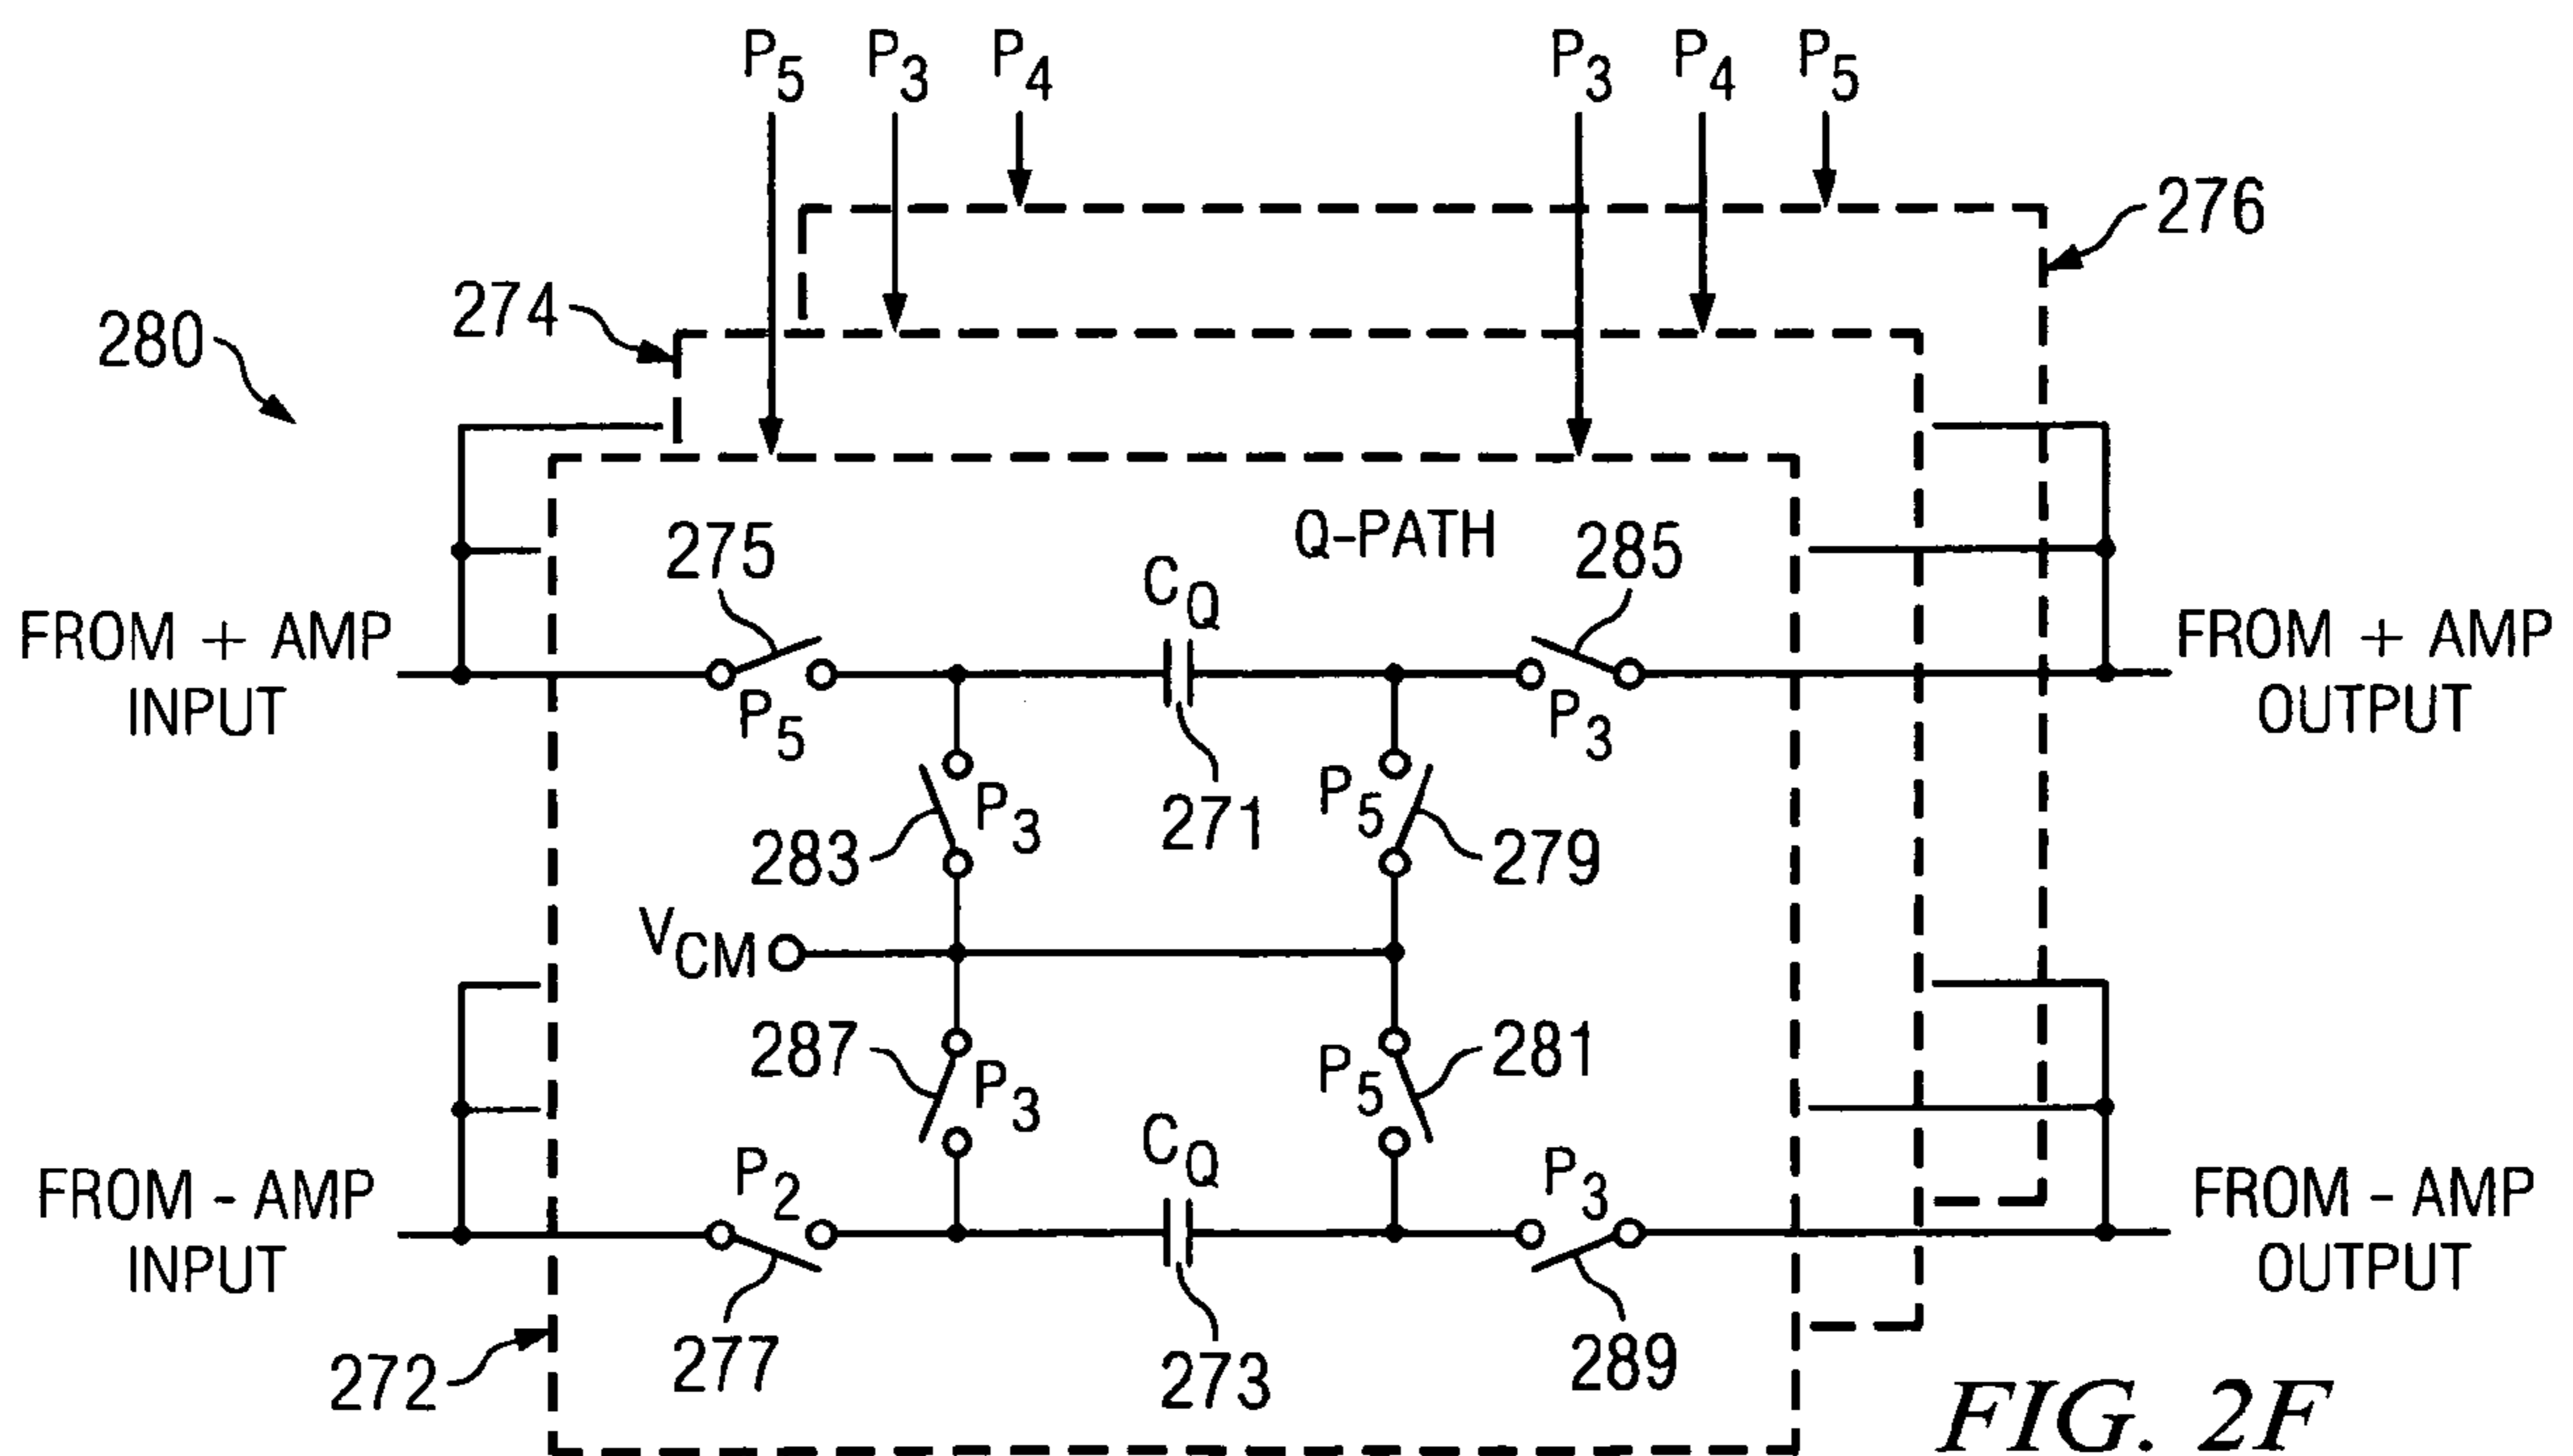 P5 P3 P4 P3 P4 P5
276
274
280
Q-PATH
275 285
CQ
FROM + AMP
INPUT
FROM + AMP
OUTPUT
P5 P3
P3 P5
283 271 279
VCM
287 P3 P5 281
CQ
P2 P3
FROM - AMP
INPUT
FROM - AMP
OUTPUT
272 277 273 289
FIG. 2F